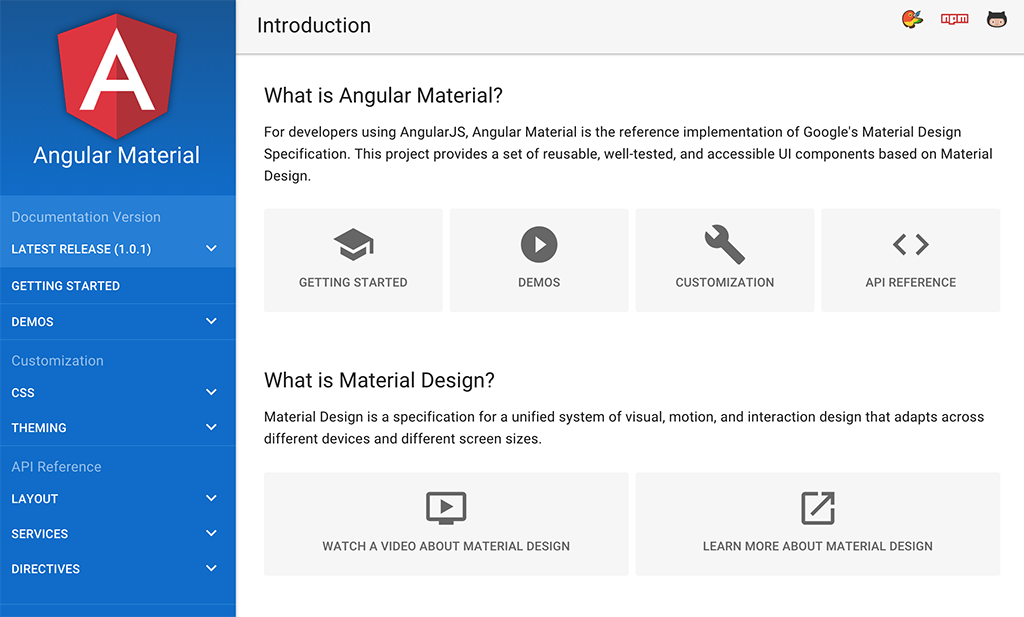 A
Angular Material
Documentation Version
LATEST RELEASE (1.0.1)
GETTING STARTED
DEMOS
Customization
CSS
THEMING
API Reference
LAYOUT
SERVICES
DIRECTIVES
Introduction
npm
What is Angular Material?
For developers using AngularJS, Angular Material is the reference implementation of Google's Material Design
Specification. This project provides a set of reusable, well-tested, and accessible UI components based on Material
Design.
GETTING STARTED
DEMOS
CUSTOMIZATION
API REFERENCE
What is Material Design?
Material Design is a specification for a unified system of visual, motion, and interaction design that adapts across
different devices and different screen sizes.
WATCH A VIDEO ABOUT MATERIAL DESIGN
LEARN MORE ABOUT MATERIAL DESIGN